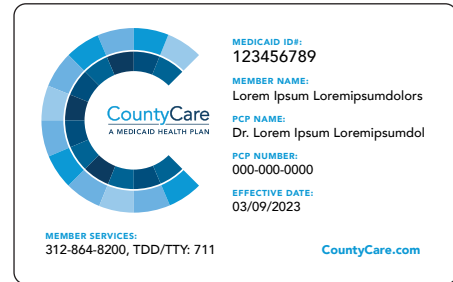 CountyCare
A MEDICAID HEALTH PLAN
MEDICAID ID#:
123456789
MEMBER NAME:
Lorem Ipsum Loremipsumdolors
PCP NAME:
Dr. Lorem Ipsum Loremipsumdol
PCP NUMBER:
000-000-0000
EFFECTIVE DATE:
03/09/2023
MEMBER SERVICES:
312-864-8200, TDD/TTY: 711
CountyCare.com